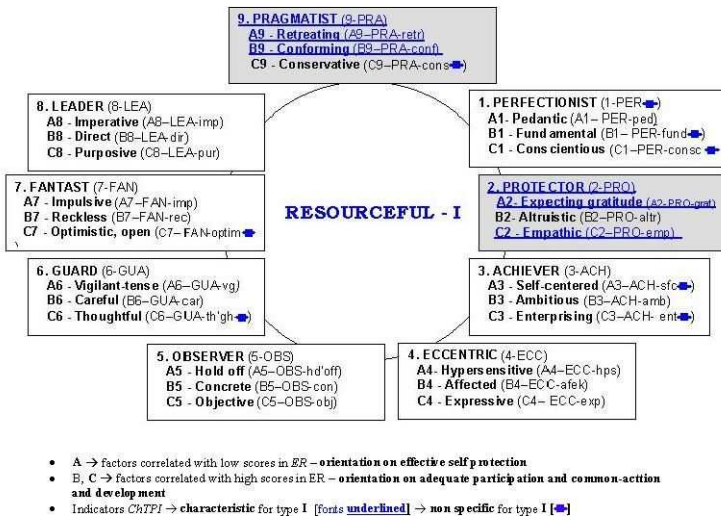 9. PRAGMATIST (9-PRA)
A9 - Retreating (A9–PRA-retr)
B9 - Conforming (B9–PRA-conf)
C9 - Conservative (C9–PRA-cons)
8. LEADER (8-LEA)
A8 - Imperative (A8–LEA-imp)
B8 - Direct (B8–LEA-dir)
C8 - Purposive (C8–LEA-pur)
1. PERFECTIONIST (1-PER)
A1- Pedantic (A1– PER-ped)
B1 - Fundamental (B1– PER-fund)
C1 - Conscientious (C1–PER-consc)
7. FANTAST (7-FAN)
A7 - Impulsive (A7–FAN-imp)
B7 - Reckless (B7–FAN-rec)
C7 - Optimistic, open (C7–FAN-optim
RESOURCEFUL - I
2. PROTECTOR (2-PRO)
A2- Expecting gratitude (A2-PRO-grat)
B2- Altruistic (B2–PRO-altr)
C2 - Empathic (C2–PRO-emp)
6. GUARD (6-GUA)
A6 - Vigilant-tense (A6–GUA-vg)
B6 - Careful (B6–GUA-car)
C6 - Thoughtful (C6–GUA-th'gh)
3. ACHIEVER (3-ACH)
A3 - Self-centered (A3–ACH-sfc)
B3 - Ambitious (B3–ACH-amb)
C3 - Enterprising (C3–ACH- ent)
5. OBSERVER (5-OBS)
A5 - Hold off (A5–OBS-hd'off)
B5 - Concrete (B5–OBS-con)
C5 - Objective (C5–OBS-obj)
4. ECCENTRIC (4-ECC)
A4 - Hypersensitive (A4–ECC-hps)
B4 - Affected (B4–ECC-afek)
C4 - Expressive (C4– ECC-exp)
• A → factors correlated with low scores in ER – orientation on effective self protection
• B, C → factors correlated with high scores in ER – orientation on adequate participation and common-acttion
and development
• Indicators ChTPI → characteristic for type I [fonts underlined] → non specific for type I []